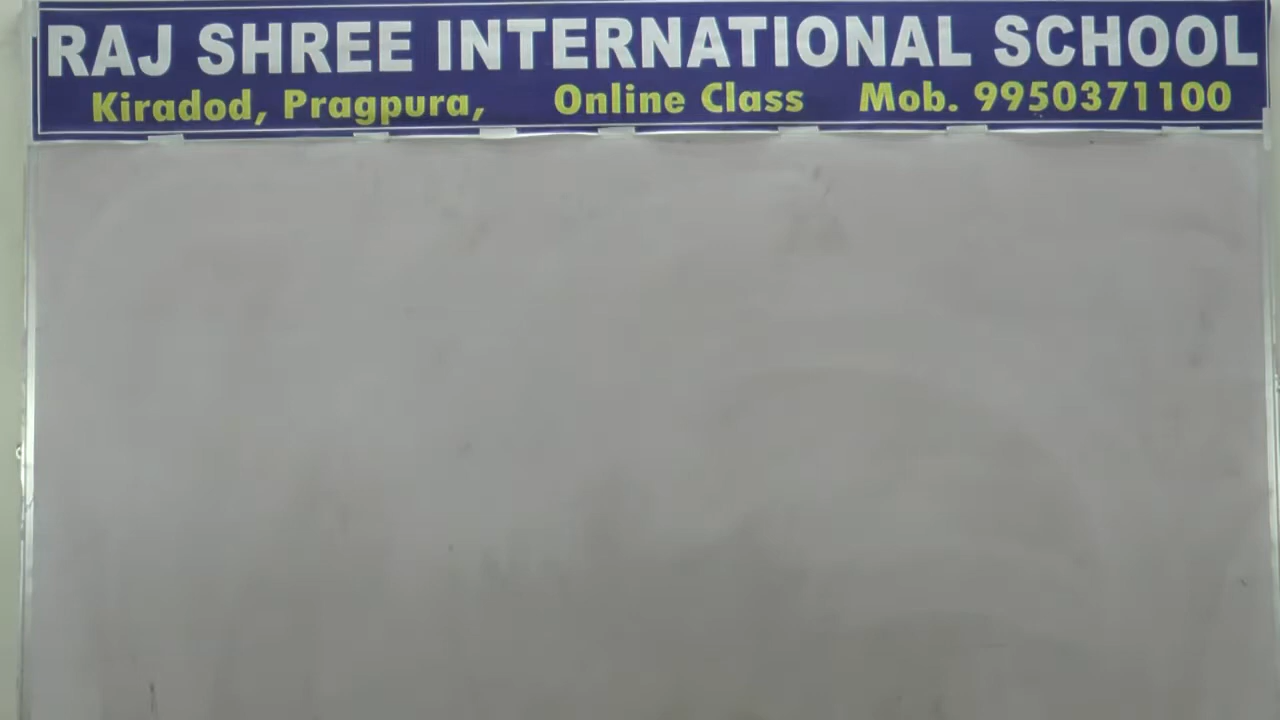 RAJ SHREE INTERNATIONAL SCHOOL
Kiradod, Pragpura, Online Class Mob. 9950371100